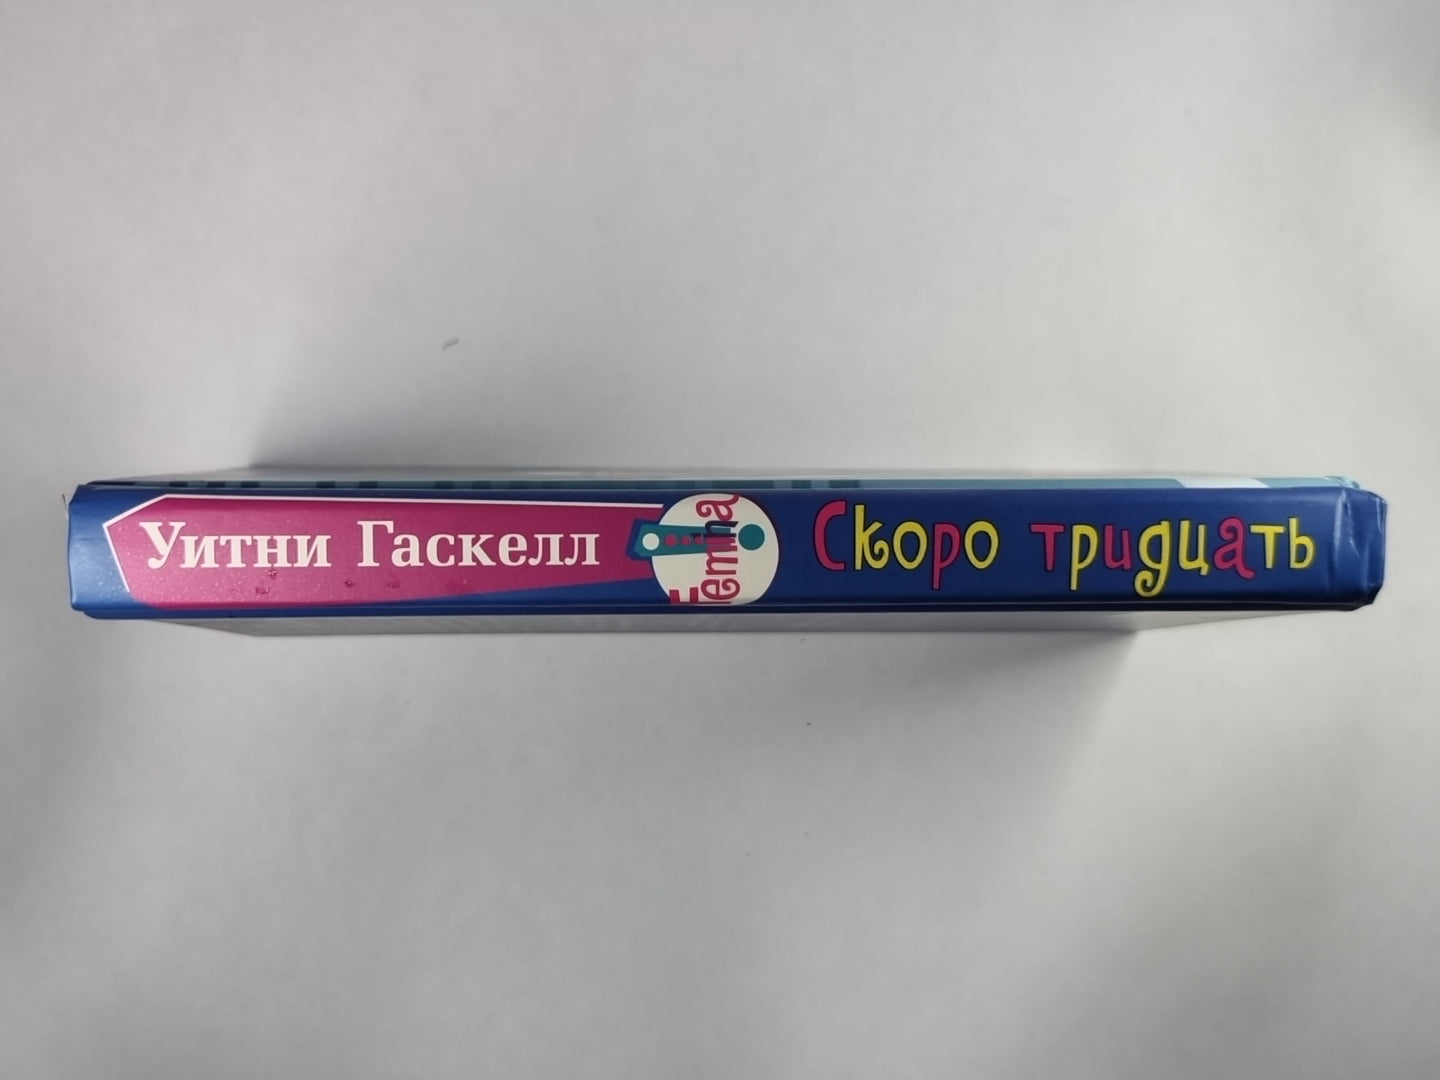 Уитни Гаскелл
Femina
Скоро тридцать